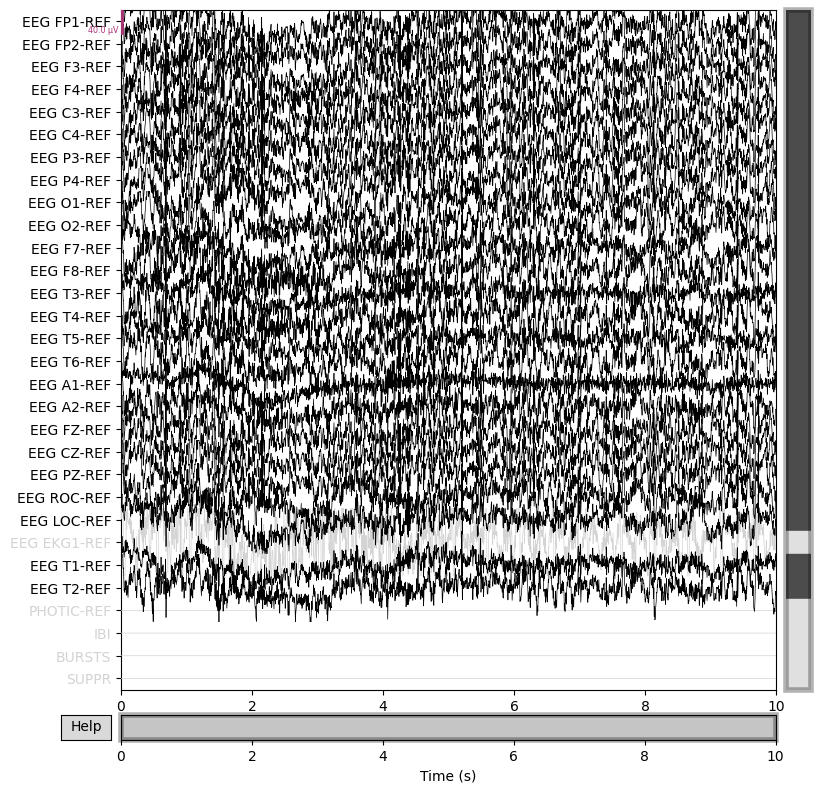 EEG FP1-REF
40.0 µV
EEG FP2-REF
EEG F3-REF
EEG F4-REF
EEG C3-REF
EEG C4-REF
EEG P3-REF
EEG P4-REF
EEG O1-REF
EEG O2-REF
EEG F7-REF
EEG F8-REF
EEG T3-REF
EEG T4-REF
EEG T5-REF
EEG T6-REF
EEG A1-REF
EEG A2-REF
EEG FZ-REF
EEG CZ-REF
EEG PZ-REF
EEG ROC-REF
EEG LOC-REF
EEG EKG1-REF
EEG T1-REF
EEG T2-REF
PHOTIC-REF
IBI
BURSTS
SUPPR
0 2 4 6 8 10
Help
0 2 4 6 8 10
Time (s)